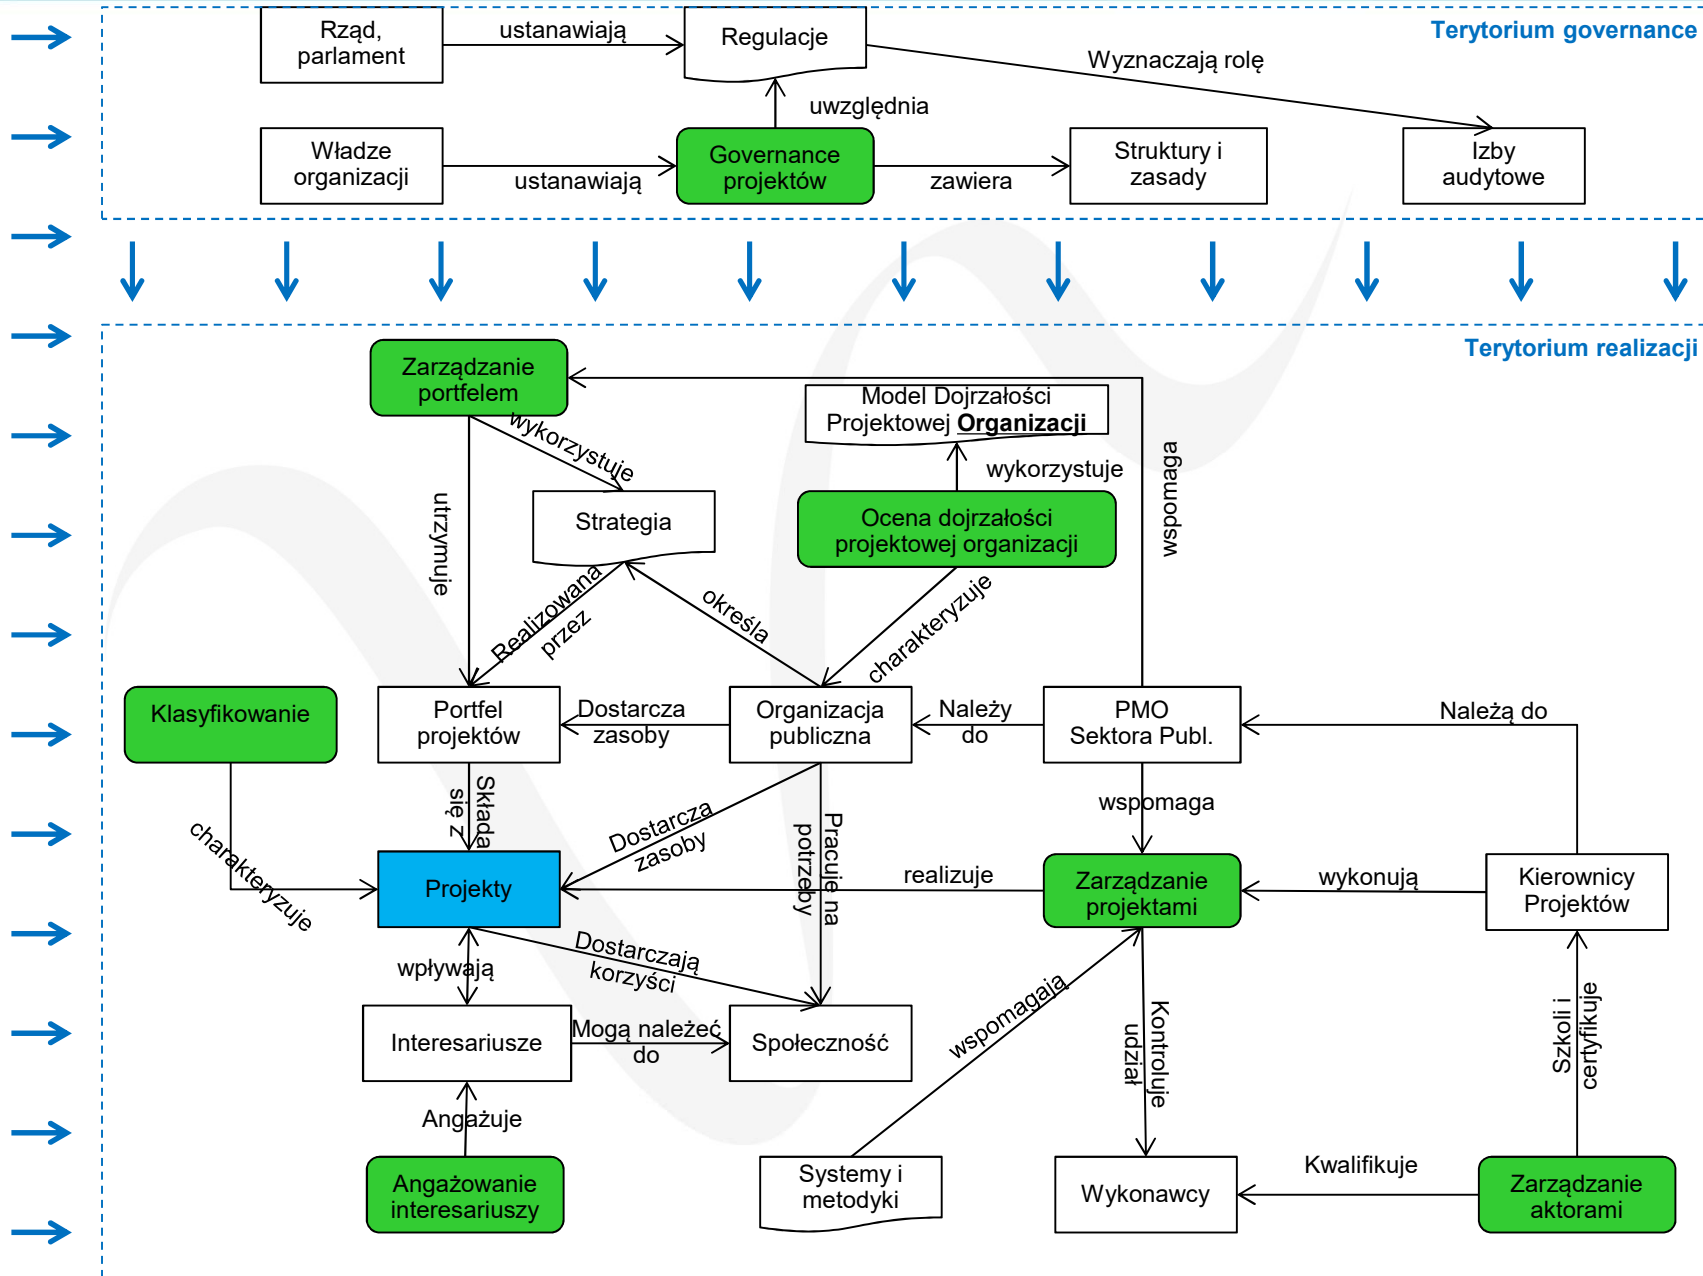 Terytorium governance
Rząd,
parlament
ustanawiają
Regulacje
Wyznaczają rolę
uwzględnia
Władze
organizacji
ustanawiają
Governance
projektów
zawiera
Struktury i
zasady
Izby
audytowe
Terytorium realizacji
Zarządzanie
portfelem
wykorzystuje
Model Dojrzałości
Projektowej Organizacji
wykorzystuje
wspomaga
utrzymuje
Strategia
Ocena dojrzałości
projektowej organizacji
Realizowana
przez
określa
charakteryzuje
Klasyfikowanie
Portfel
projektów
Dostarcza
zasoby
Organizacja
publiczna
Należy
do
PMO
Sektora Publ.
Należą do
Składa
się z
charakteryzuje
Dostarcza
zasoby
Pracuje na
potrzeby
wspomaga
Projekty
realizuje
Zarządzanie
projektami
wykonują
Kierownicy
Projektów
wpływają
Dostarczają
korzyści
wspomagają
Kontroluje
udział
Szkoli i
certyfikuje
Interesariusze
Mogą należeć
do
Społeczność
Angażuje
Angażowanie
interesariuszy
Systemy i
metodyki
Wykonawcy
Kwalifikuje
Zarządzanie
aktorami